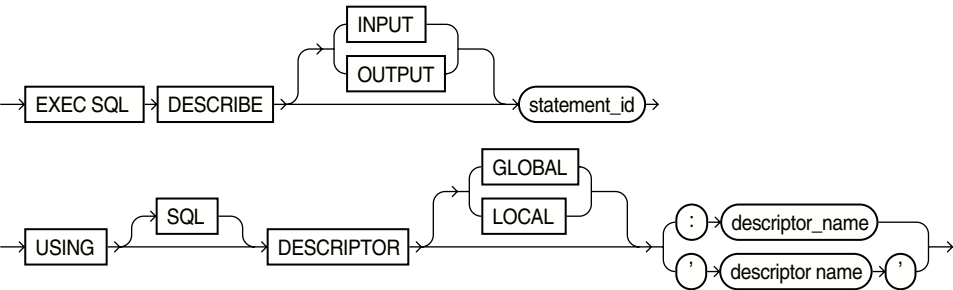 INPUT
OUTPUT
EXEC SQL DESCRIBE statement_id
GLOBAL
SQL LOCAL
USING DESCRIPTOR
: descriptor_name
' descriptor name '